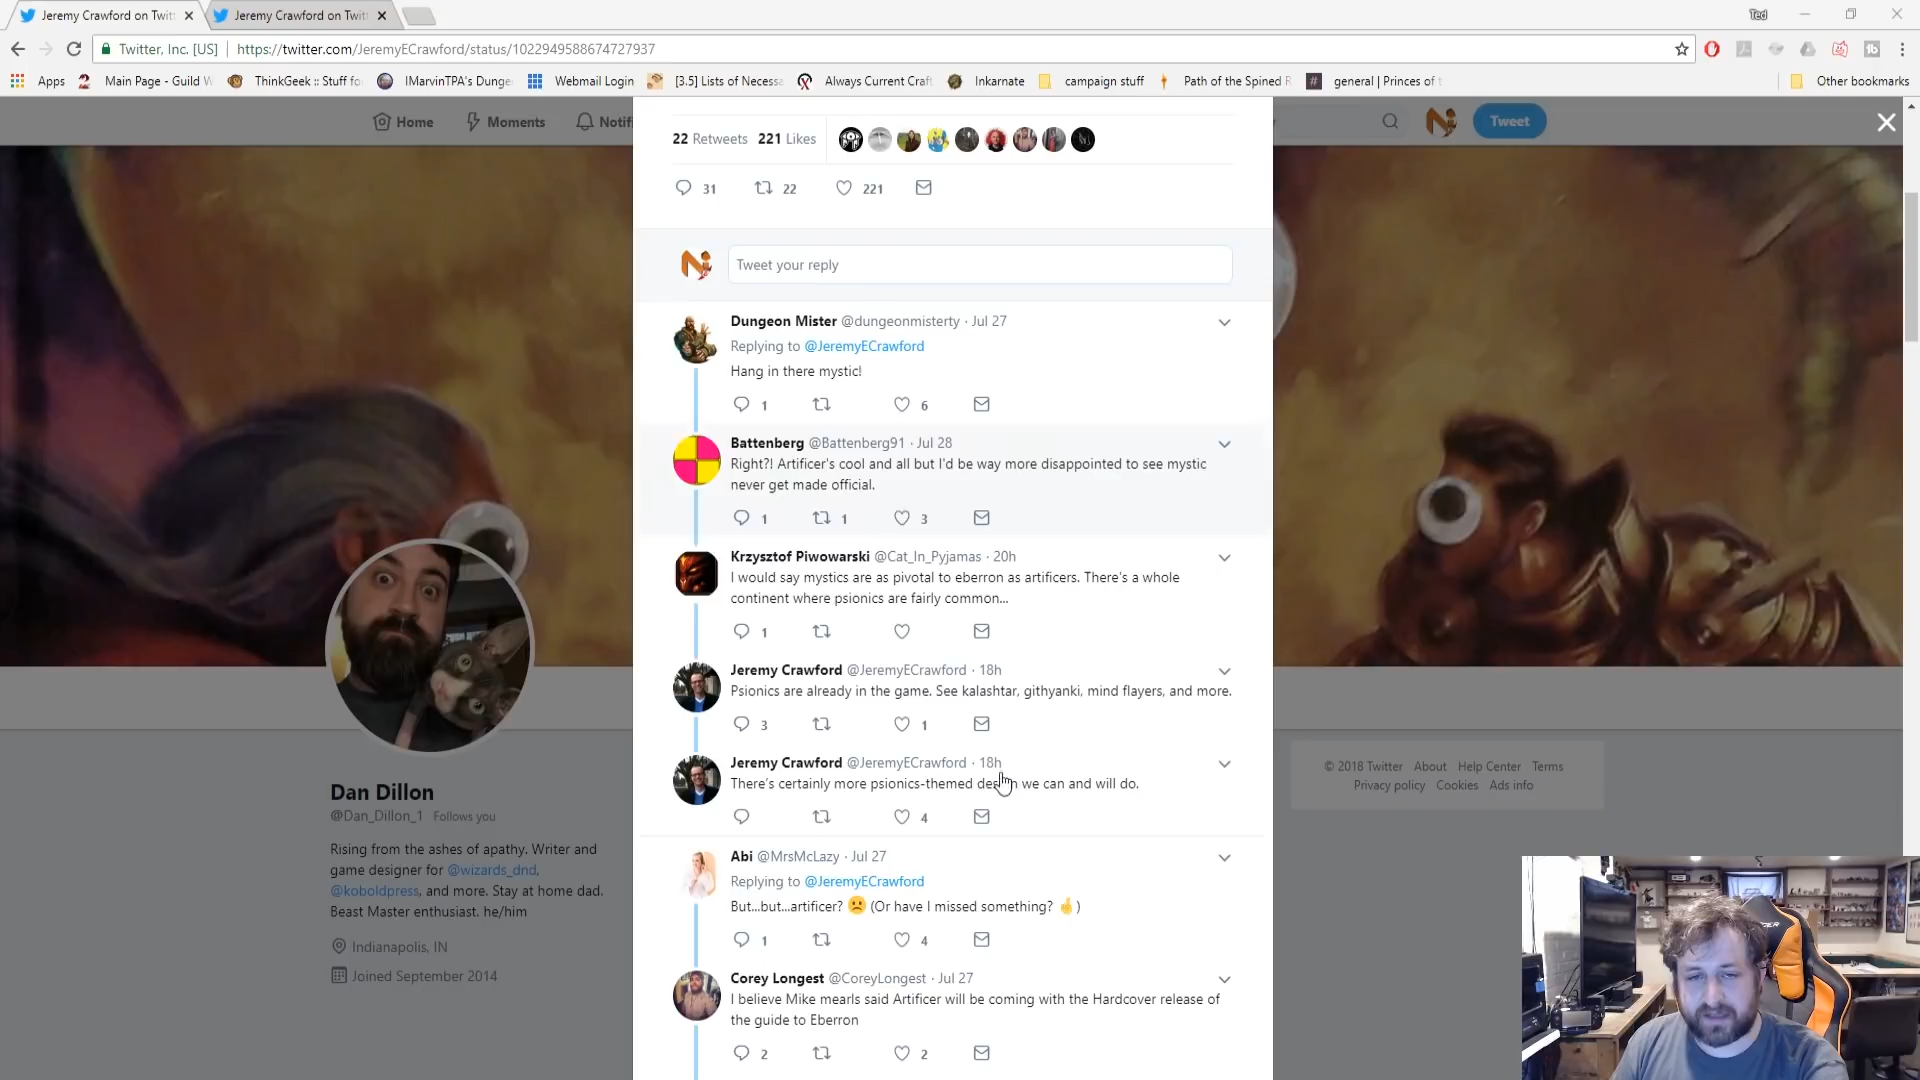 Jeremy Crawford on Twit
Jeremy Crawford on Twit
Ted
Twitter, Inc. [US]
https://twitter.com/JeremyECrawford/status/1022949588674727937
Apps
Main Page - Guild W
ThinkGeek :: Stuff fo
IMarvinTPA's Dunge
Webmail Login
[3.5] Lists of Necessa
Always Current Craft
Inkarnate
campaign stuff
Path of the Spined R
general | Princes of t
Other bookmarks
Home
Moments
Notifi
Tweet
22 Retweets 221 Likes
31 22 221
Tweet your reply
Dungeon Mister @dungeonmisterty · Jul 27
Replying to @JeremyECrawford
Hang in there mystic!
1 6
Battenberg @Battenberg91 · Jul 28
Right?! Artificer's cool and all but I'd be way more disappointed to see mystic
never get made official.
1 1 3
Krzysztof Piwowarski @Cat_In_Pyjamas · 20h
I would say mystics are as pivotal to eberron as artificers. There's a whole
continent where psionics are fairly common...
1
Jeremy Crawford @JeremyECrawford · 18h
Psionics are already in the game. See kalashtar, githyanki, mind flayers, and more.
3 1
Jeremy Crawford @JeremyECrawford · 18h
There's certainly more psionics-themed design we can and will do.
4
Abi @MrsMcLazy · Jul 27
Replying to @JeremyECrawford
But...but...artificer? 🙁 (Or have I missed something? ☝ )
1 4
Corey Longest @CoreyLongest · Jul 27
I believe Mike mearls said Artificer will be coming with the Hardcover release of
the guide to Eberron
2 2
Dan Dillon
@Dan_Dillon_1 Follows you
Rising from the ashes of apathy. Writer and
game designer for @wizards_dnd,
@koboldpress, and more. Stay at home dad.
Beast Master enthusiast. he/him
Indianapolis, IN
Joined September 2014
© 2018 Twitter About Help Center Terms
Privacy policy Cookies Ads info